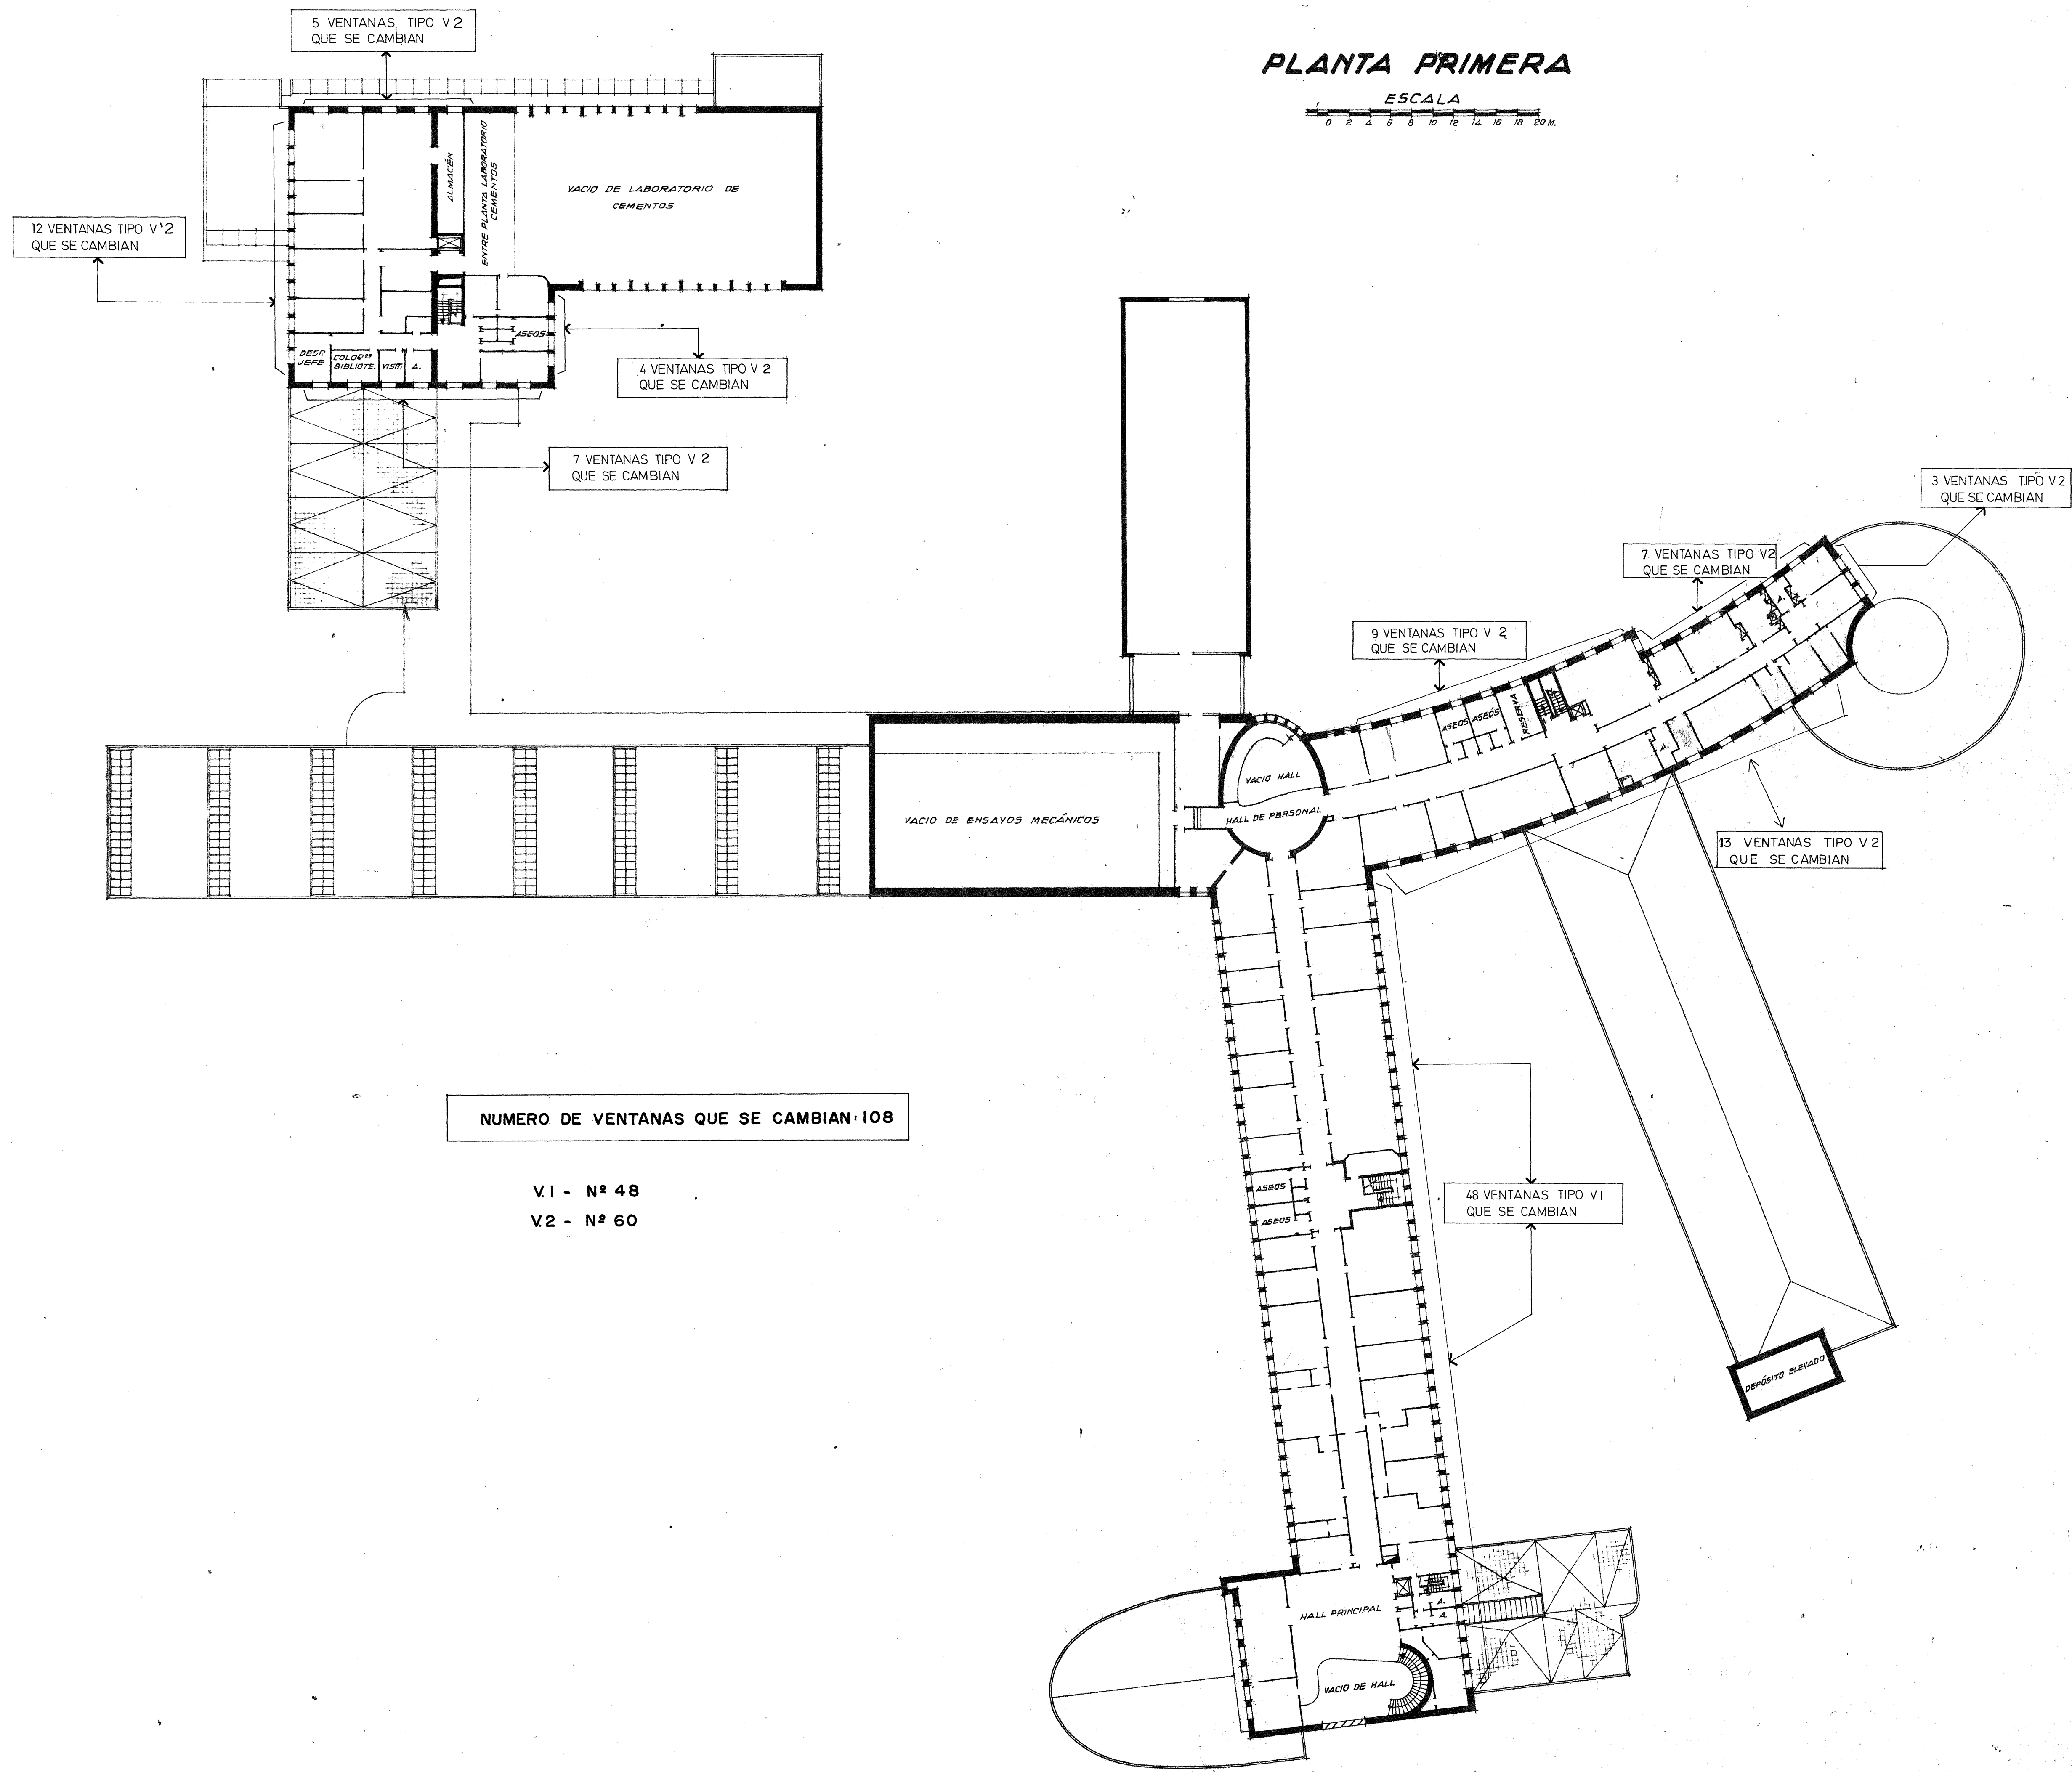 5 VENTANAS TIPO V 2
QUE SE CAMBIAN
PLANTA PRIMERA
ESCALA
0 2 4 6 8 10 12 14 16 18 20 M.
ALMACÉN
ENTRE PLANTA LABORATORIO
CEMENTOS
VACIO DE LABORATORIO DE
CEMENTOS
12 VENTANAS TIPO V 2
QUE SE CAMBIAN
ASEOS
DESP.
JEFE
BIBLIOTE.
VISIT.
A.
4 VENTANAS TIPO V 2
QUE SE CAMBIAN
7 VENTANAS TIPO V 2
QUE SE CAMBIAN
3 VENTANAS TIPO V 2
QUE SE CAMBIAN
7 VENTANAS TIPO V2
QUE SE CAMBIAN
A.
9 VENTANAS TIPO V 2
QUE SE CAMBIAN
ASEOS
ASEOS
RESERVA
A.
VACIO HALL
HALL DE PERSONAL
VACIO DE ENSAYOS MECÁNICOS
13 VENTANAS TIPO V 2
QUE SE CAMBIAN
NUMERO DE VENTANAS QUE SE CAMBIAN: 108
V.1 - Nº 48
V.2 - Nº 60
ASEOS
ASEOS
48 VENTANAS TIPO V 1
QUE SE CAMBIAN
DEPÓSITO ELEVADO
HALL PRINCIPAL
A.
A.
VACIO DE HALL